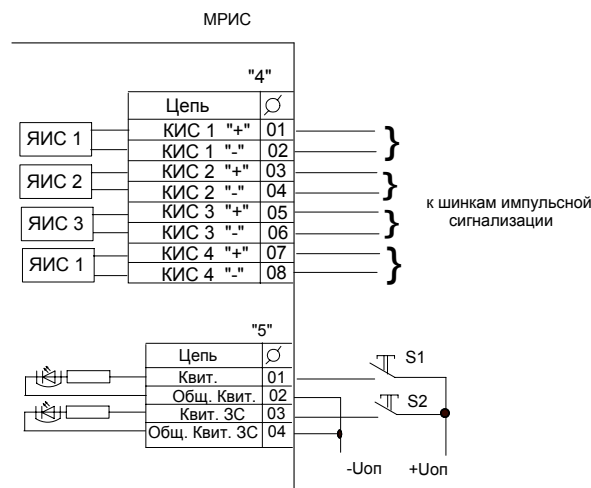 МРИС
"4"
Цепь
ЯИС 1
КИС 1 "+" 01
КИС 1 "-" 02
ЯИС 2
КИС 2 "+" 03
КИС 2 "-" 04
ЯИС 3
КИС 3 "+" 05
КИС 3 "-" 06
ЯИС 1
КИС 4 "+" 07
КИС 4 "-" 08
к шинкам импульсной
сигнализации
"5"
Цепь
Квит. 01
Общ. Квит. 02
Квит. ЗС 03
Общ. Квит. ЗС 04
S1
S2
-Uоп +Uоп